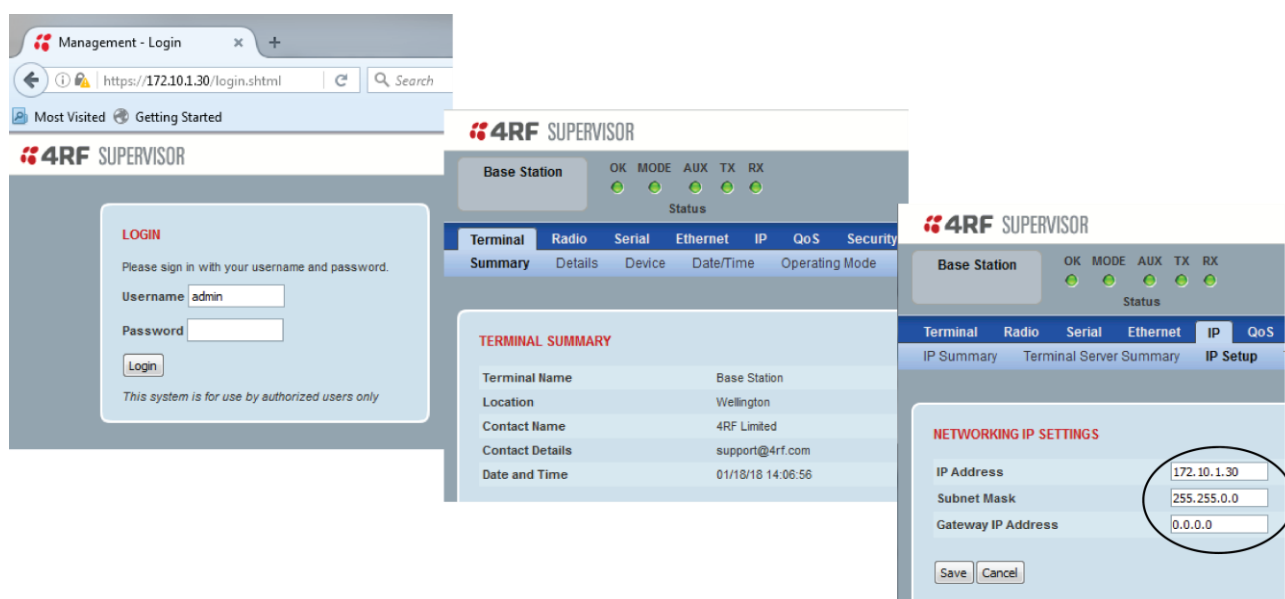 Management - Login × +
https://172.10.1.30/login.shtml Search
Most Visited Getting Started
4RF SUPERVISOR
LOGIN
Please sign in with your username and password.
Username admin
Password
Login
This system is for use by authorized users only
4RF SUPERVISOR
Base Station OK MODE AUX TX RX
Status
Terminal Radio Serial Ethernet IP QoS Security
Summary Details Device Date/Time Operating Mode
TERMINAL SUMMARY
Terminal Name Base Station
Location Wellington
Contact Name 4RF Limited
Contact Details support@4rf.com
Date and Time 01/18/18 14:06:56
4RF SUPERVISOR
Base Station OK MODE AUX TX RX
Status
Terminal Radio Serial Ethernet IP QoS
IP Summary Terminal Server Summary IP Setup
NETWORKING IP SETTINGS
IP Address 172.10.1.30
Subnet Mask 255.255.0.0
Gateway IP Address 0.0.0.0
Save Cancel